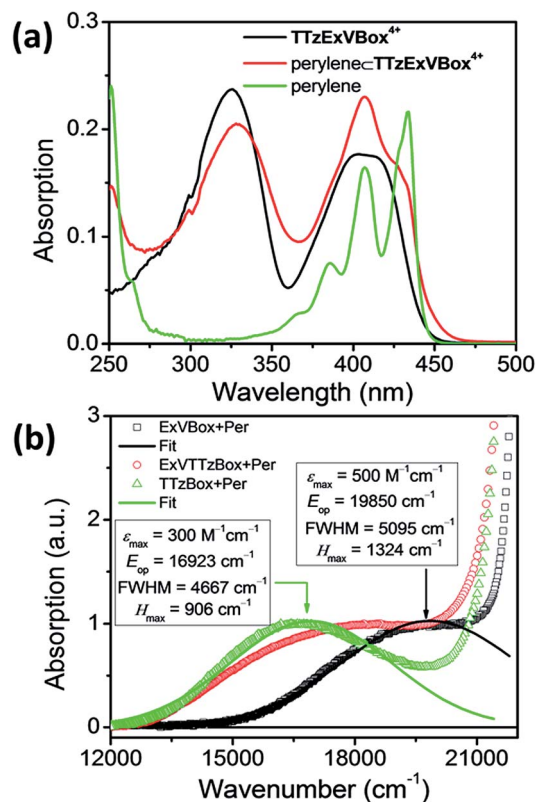 (a)
TTzExVBox⁴⁺
perylene⊂TTzExVBox⁴⁺
perylene
Absorption
0.3
0.2
0.1
0.0
250 300 350 400 450 500
Wavelength (nm)
(b)
ExVBox+Per
Fit
ExVTTzBox+Per
TTzBox+Per
Fit
εmax = 500 M⁻¹cm⁻¹
Eop = 19850 cm⁻¹
FWHM = 5095 cm⁻¹
Hmax = 1324 cm⁻¹
εmax = 300 M⁻¹cm⁻¹
Eop = 16923 cm⁻¹
FWHM = 4667 cm⁻¹
Hmax = 906 cm⁻¹
Absorption (a.u.)
3
2
1
0
12000 15000 18000 21000
Wavenumber (cm⁻¹)